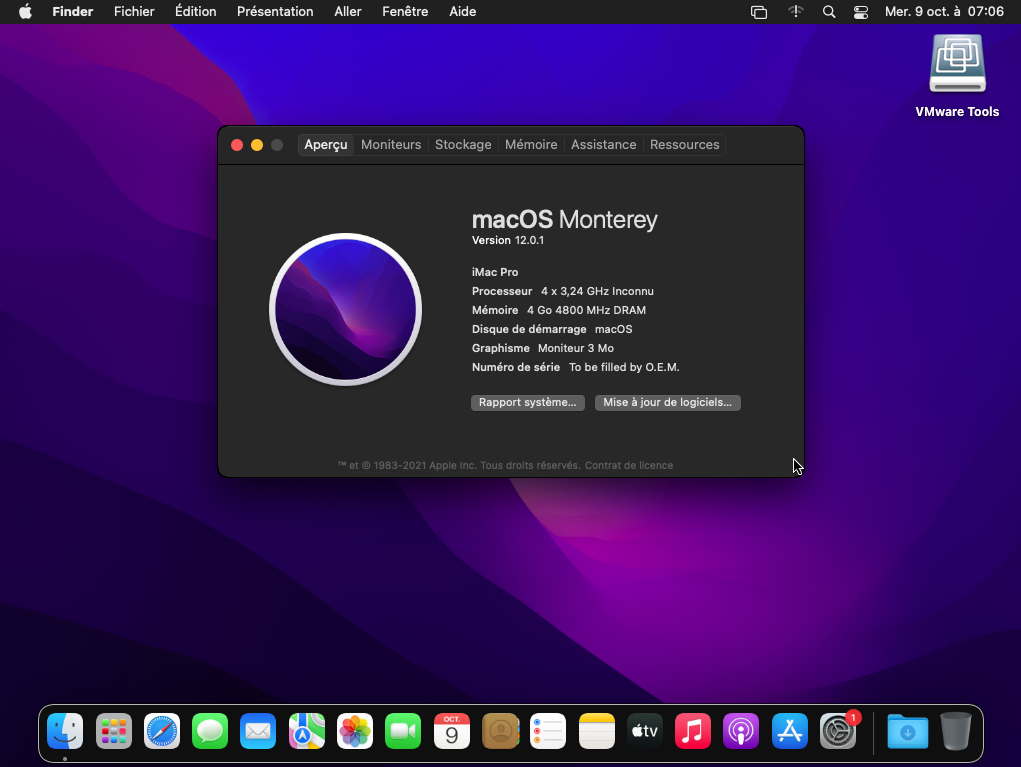 Finder Fichier Édition Présentation Aller Fenêtre Aide Mer. 9 oct. à 07:06
VMware Tools
Aperçu Moniteurs Stockage Mémoire Assistance Ressources
macOS Monterey
Version 12.0.1
iMac Pro
Processeur 4 x 3,24 GHz Inconnu
Mémoire 4 Go 4800 MHz DRAM
Disque de démarrage macOS
Graphisme Moniteur 3 Mo
Numéro de série To be filled by O.E.M.
Rapport système... Mise à jour de logiciels...
™ et © 1983-2021 Apple Inc. Tous droits réservés. Contrat de licence
OCT.
9
tv
1